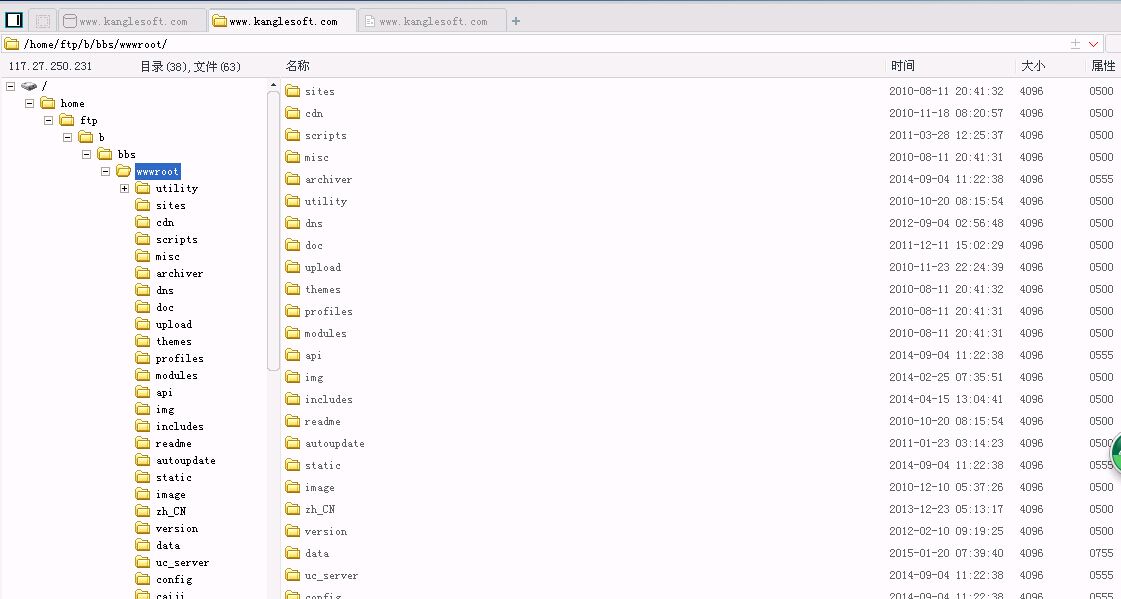 www.kanglesoft.com www.kanglesoft.com www.kanglesoft.com +
/home/ftp/b/bbs/wwwroot/
117.27.250.231 目录(38),文件(63) 名称 时间 大小 属性
/
home
ftp
b
bbs
wwwroot
utility
sites
cdn
scripts
misc
archiver
dns
doc
upload
themes
profiles
modules
api
img
includes
readme
autoupdate
static
image
zh_CN
version
data
uc_server
config
caiji
sites 2010-08-11 20:41:32 4096 0500
cdn 2010-11-18 08:20:57 4096 0500
scripts 2011-03-28 12:25:37 4096 0500
misc 2010-08-11 20:41:31 4096 0500
archiver 2014-09-04 11:22:38 4096 0555
utility 2010-10-20 08:15:54 4096 0500
dns 2012-09-04 02:56:48 4096 0500
doc 2011-12-11 15:02:29 4096 0500
upload 2010-11-23 22:24:39 4096 0500
themes 2010-08-11 20:41:32 4096 0500
profiles 2010-08-11 20:41:31 4096 0500
modules 2010-08-11 20:41:31 4096 0500
api 2014-09-04 11:22:38 4096 0555
img 2014-02-25 07:35:51 4096 0500
includes 2014-04-15 13:04:41 4096 0500
readme 2010-10-20 08:15:54 4096 0500
autoupdate 2011-01-23 03:14:23 4096 0500
static 2014-09-04 11:22:38 4096 0555
image 2010-12-10 05:37:26 4096 0500
zh_CN 2013-12-23 05:13:17 4096 0500
version 2012-02-10 09:19:25 4096 0500
data 2015-01-20 07:39:40 4096 0755
uc_server 2014-09-04 11:22:38 4096 0555
config 2014-09-04 11:22:38 4096 0555